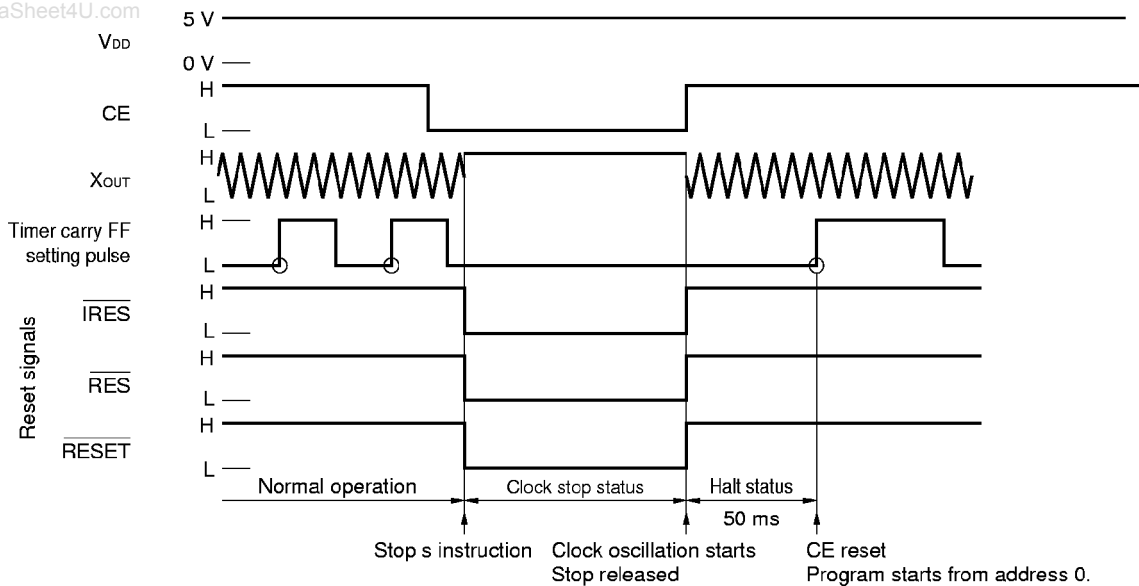 aSheet4U.com
5 V
VDD
0 V
H
CE
L
H
XOUT
L
H
Timer carry FF
setting pulse
L
H
IRES
L
H
RES
L
H
RESET
L
Reset signals
Normal operation
Clock stop status
Halt status
50 ms
Stop s instruction
Clock oscillation starts
Stop released
CE reset
Program starts from address 0.